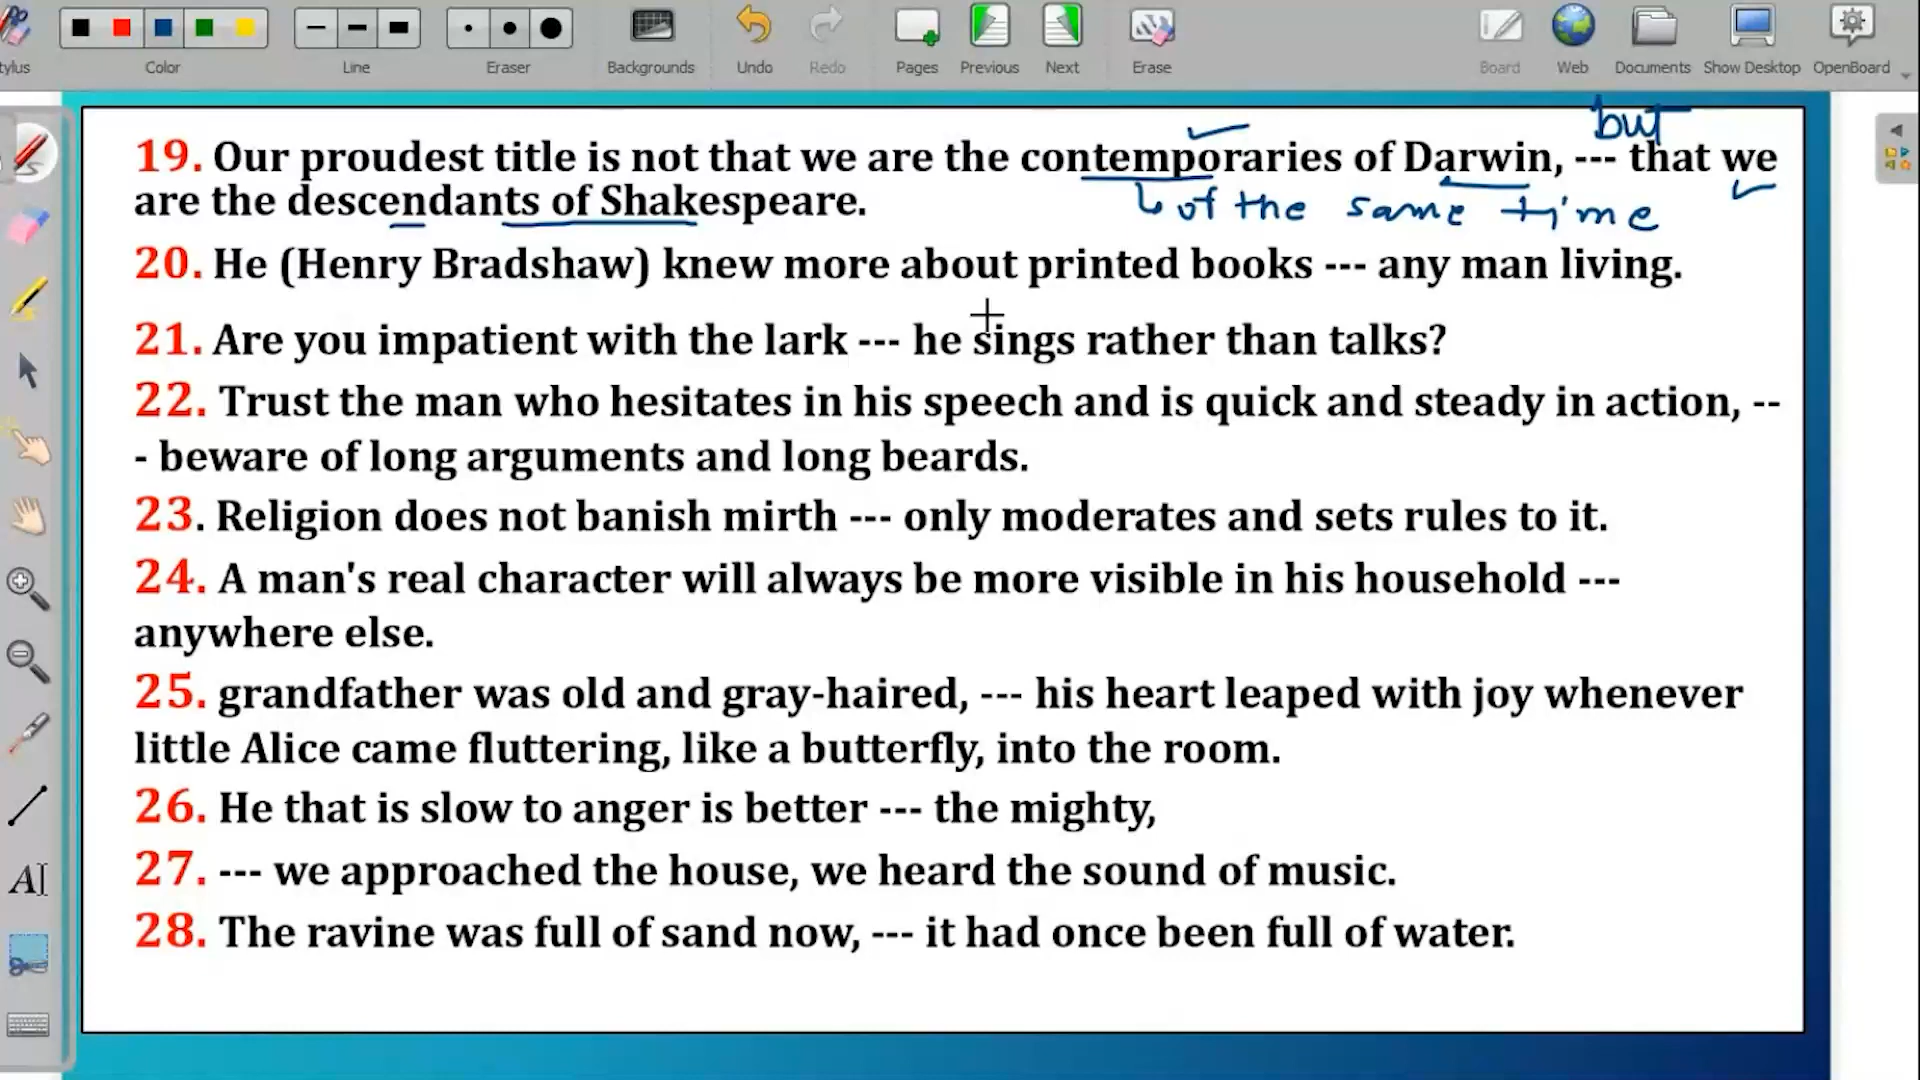 tylus
Color
Line
Eraser
Backgrounds
Undo
Redo
Pages
Previous
Next
Erase
Board
Web
Documents
Show Desktop
OpenBoard
but
19. Our proudest title is not that we are the contemporaries of Darwin, --- that we
are the descendants of Shakespeare.
of the same time
20. He (Henry Bradshaw) knew more about printed books --- any man living.
21. Are you impatient with the lark --- he sings rather than talks?
22. Trust the man who hesitates in his speech and is quick and steady in action, --
- beware of long arguments and long beards.
23. Religion does not banish mirth --- only moderates and sets rules to it.
24. A man's real character will always be more visible in his household ---
anywhere else.
25. grandfather was old and gray-haired, --- his heart leaped with joy whenever
little Alice came fluttering, like a butterfly, into the room.
26. He that is slow to anger is better --- the mighty,
27. --- we approached the house, we heard the sound of music.
28. The ravine was full of sand now, --- it had once been full of water.